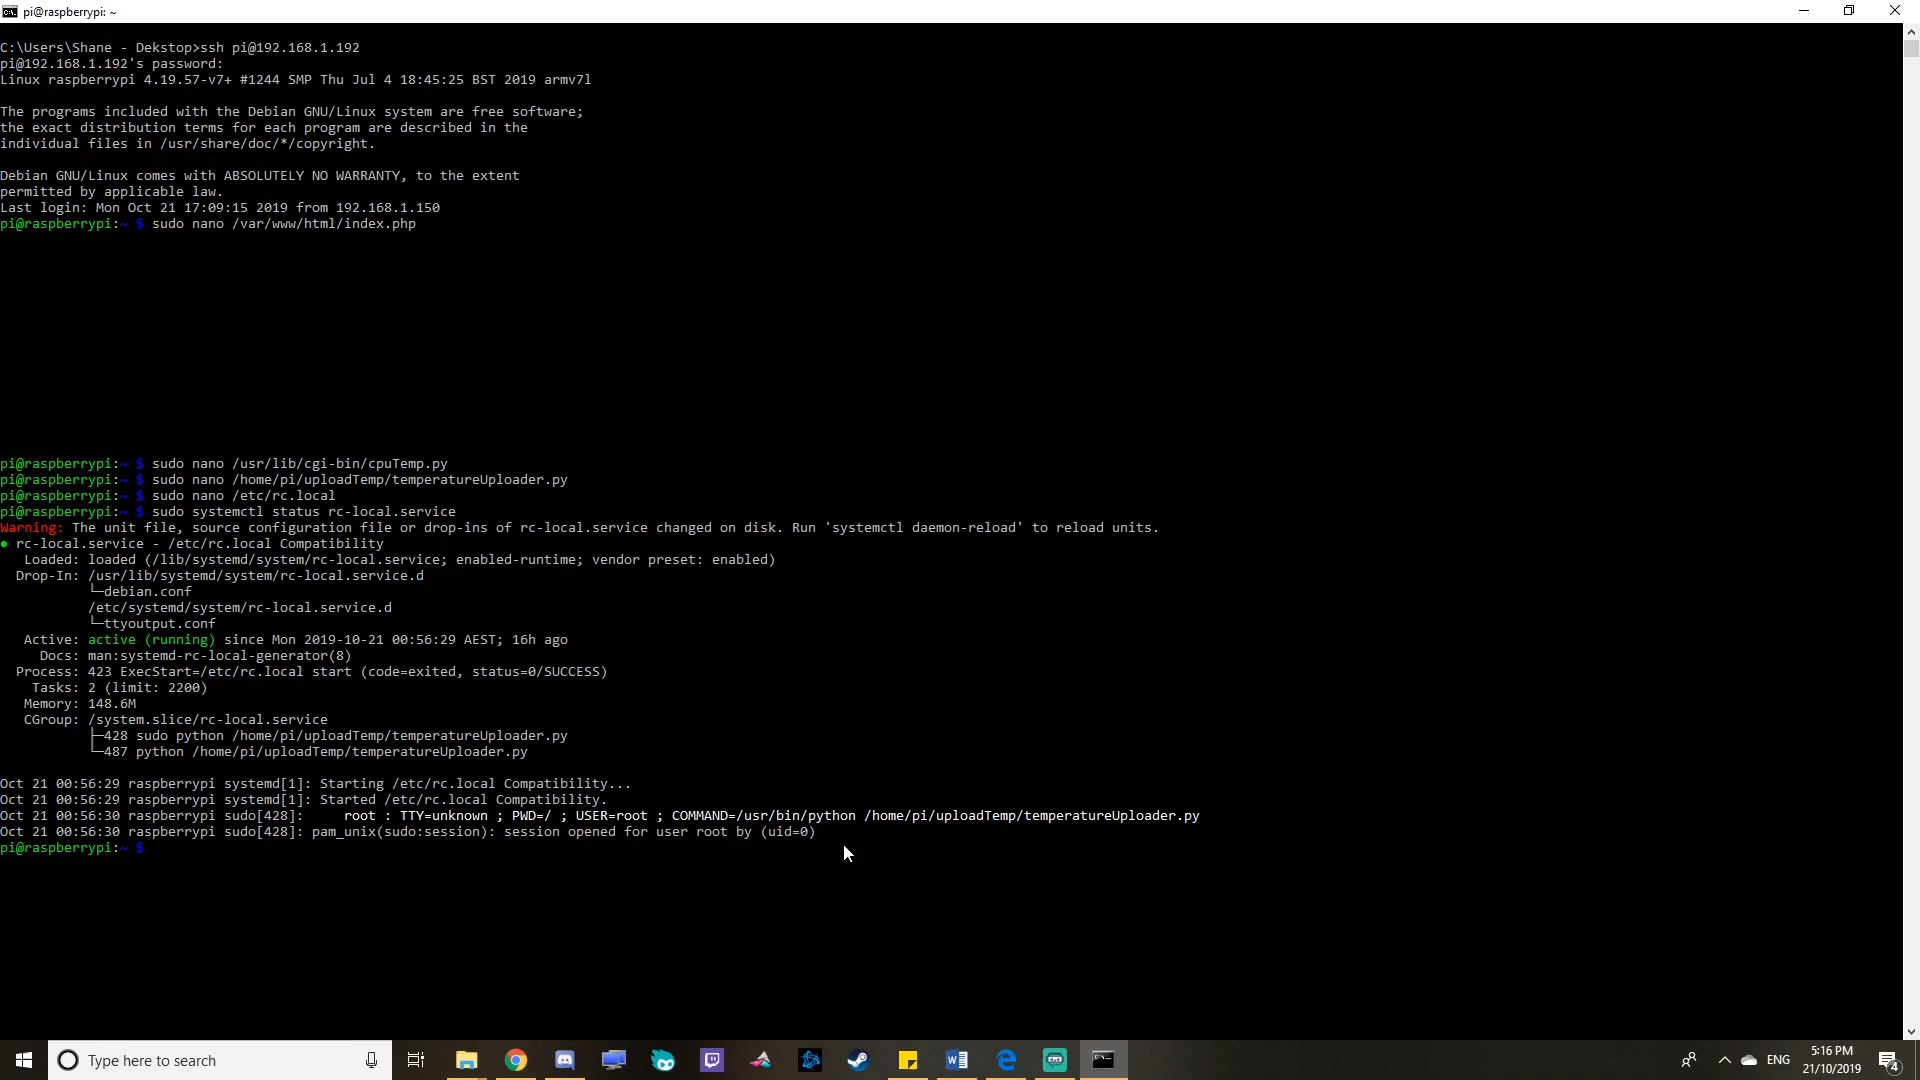 pi@raspberrypi: ~
C:\Users\Shane - Dekstop>ssh pi@192.168.1.192
pi@192.168.1.192's password:
Linux raspberrypi 4.19.57-v7+ #1244 SMP Thu Jul 4 18:45:25 BST 2019 armv7l
The programs included with the Debian GNU/Linux system are free software;
the exact distribution terms for each program are described in the
individual files in /usr/share/doc/*/copyright.
Debian GNU/Linux comes with ABSOLUTELY NO WARRANTY, to the extent
permitted by applicable law.
Last login: Mon Oct 21 17:09:15 2019 from 192.168.1.150
pi@raspberrypi:~ $ sudo nano /var/www/html/index.php
pi@raspberrypi:~ $ sudo nano /usr/lib/cgi-bin/cpuTemp.py
pi@raspberrypi:~ $ sudo nano /home/pi/uploadTemp/temperatureUploader.py
pi@raspberrypi:~ $ sudo nano /etc/rc.local
pi@raspberrypi:~ $ sudo systemctl status rc-local.service
Warning: The unit file, source configuration file or drop-ins of rc-local.service changed on disk. Run 'systemctl daemon-reload' to reload units.
● rc-local.service - /etc/rc.local Compatibility
   Loaded: loaded (/lib/systemd/system/rc-local.service; enabled-runtime; vendor preset: enabled)
  Drop-In: /usr/lib/systemd/system/rc-local.service.d
           └─debian.conf
           /etc/systemd/system/rc-local.service.d
           └─ttyoutput.conf
   Active: active (running) since Mon 2019-10-21 00:56:29 AEST; 16h ago
     Docs: man:systemd-rc-local-generator(8)
  Process: 423 ExecStart=/etc/rc.local start (code=exited, status=0/SUCCESS)
    Tasks: 2 (limit: 2200)
   Memory: 148.6M
   CGroup: /system.slice/rc-local.service
           ├─428 sudo python /home/pi/uploadTemp/temperatureUploader.py
           └─487 python /home/pi/uploadTemp/temperatureUploader.py
Oct 21 00:56:29 raspberrypi systemd[1]: Starting /etc/rc.local Compatibility...
Oct 21 00:56:29 raspberrypi systemd[1]: Started /etc/rc.local Compatibility.
Oct 21 00:56:30 raspberrypi sudo[428]:     root : TTY=unknown ; PWD=/ ; USER=root ; COMMAND=/usr/bin/python /home/pi/uploadTemp/temperatureUploader.py
Oct 21 00:56:30 raspberrypi sudo[428]: pam_unix(sudo:session): session opened for user root by (uid=0)
pi@raspberrypi:~ $
Type here to search
ENG
5:16 PM
21/10/2019
4